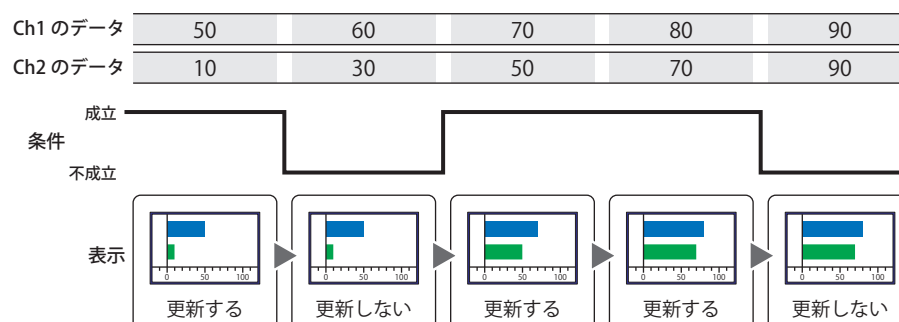 Ch1 のデータ 50 60 70 80 90
Ch2 のデータ 10 30 50 70 90
成立
条件
不成立
表示
0 50 100 0 50 100 0 50 100 0 50 100 0 50 100
更新する 更新しない 更新する 更新する 更新しない